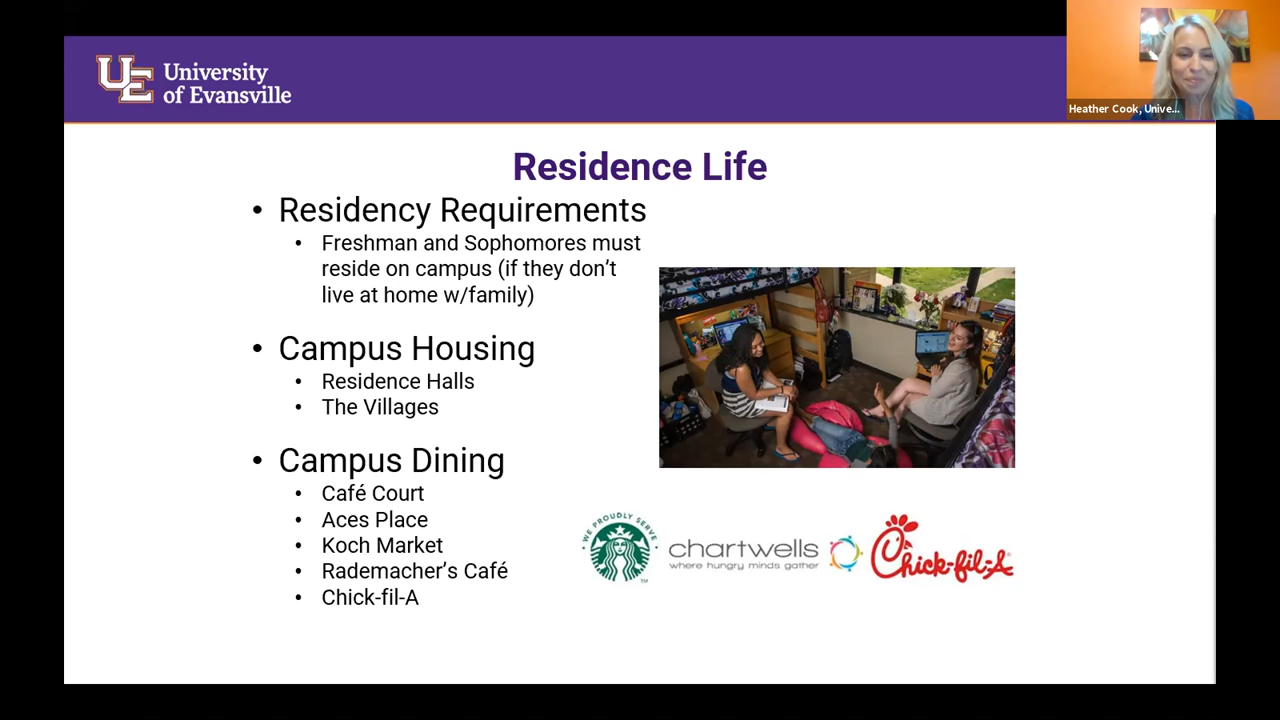 University
of Evansville
Heather Cook, Unive...
Residence Life
• Residency Requirements
• Freshman and Sophomores must
reside on campus (if they don’t
live at home w/family)
• Campus Housing
• Residence Halls
• The Villages
• Campus Dining
• Café Court
• Aces Place
• Koch Market
• Rademacher’s Café
• Chick-fil-A
UE
WE PROUDLY SERVE
TM
chartwells
where hungry minds gather
Chick-fil-A®